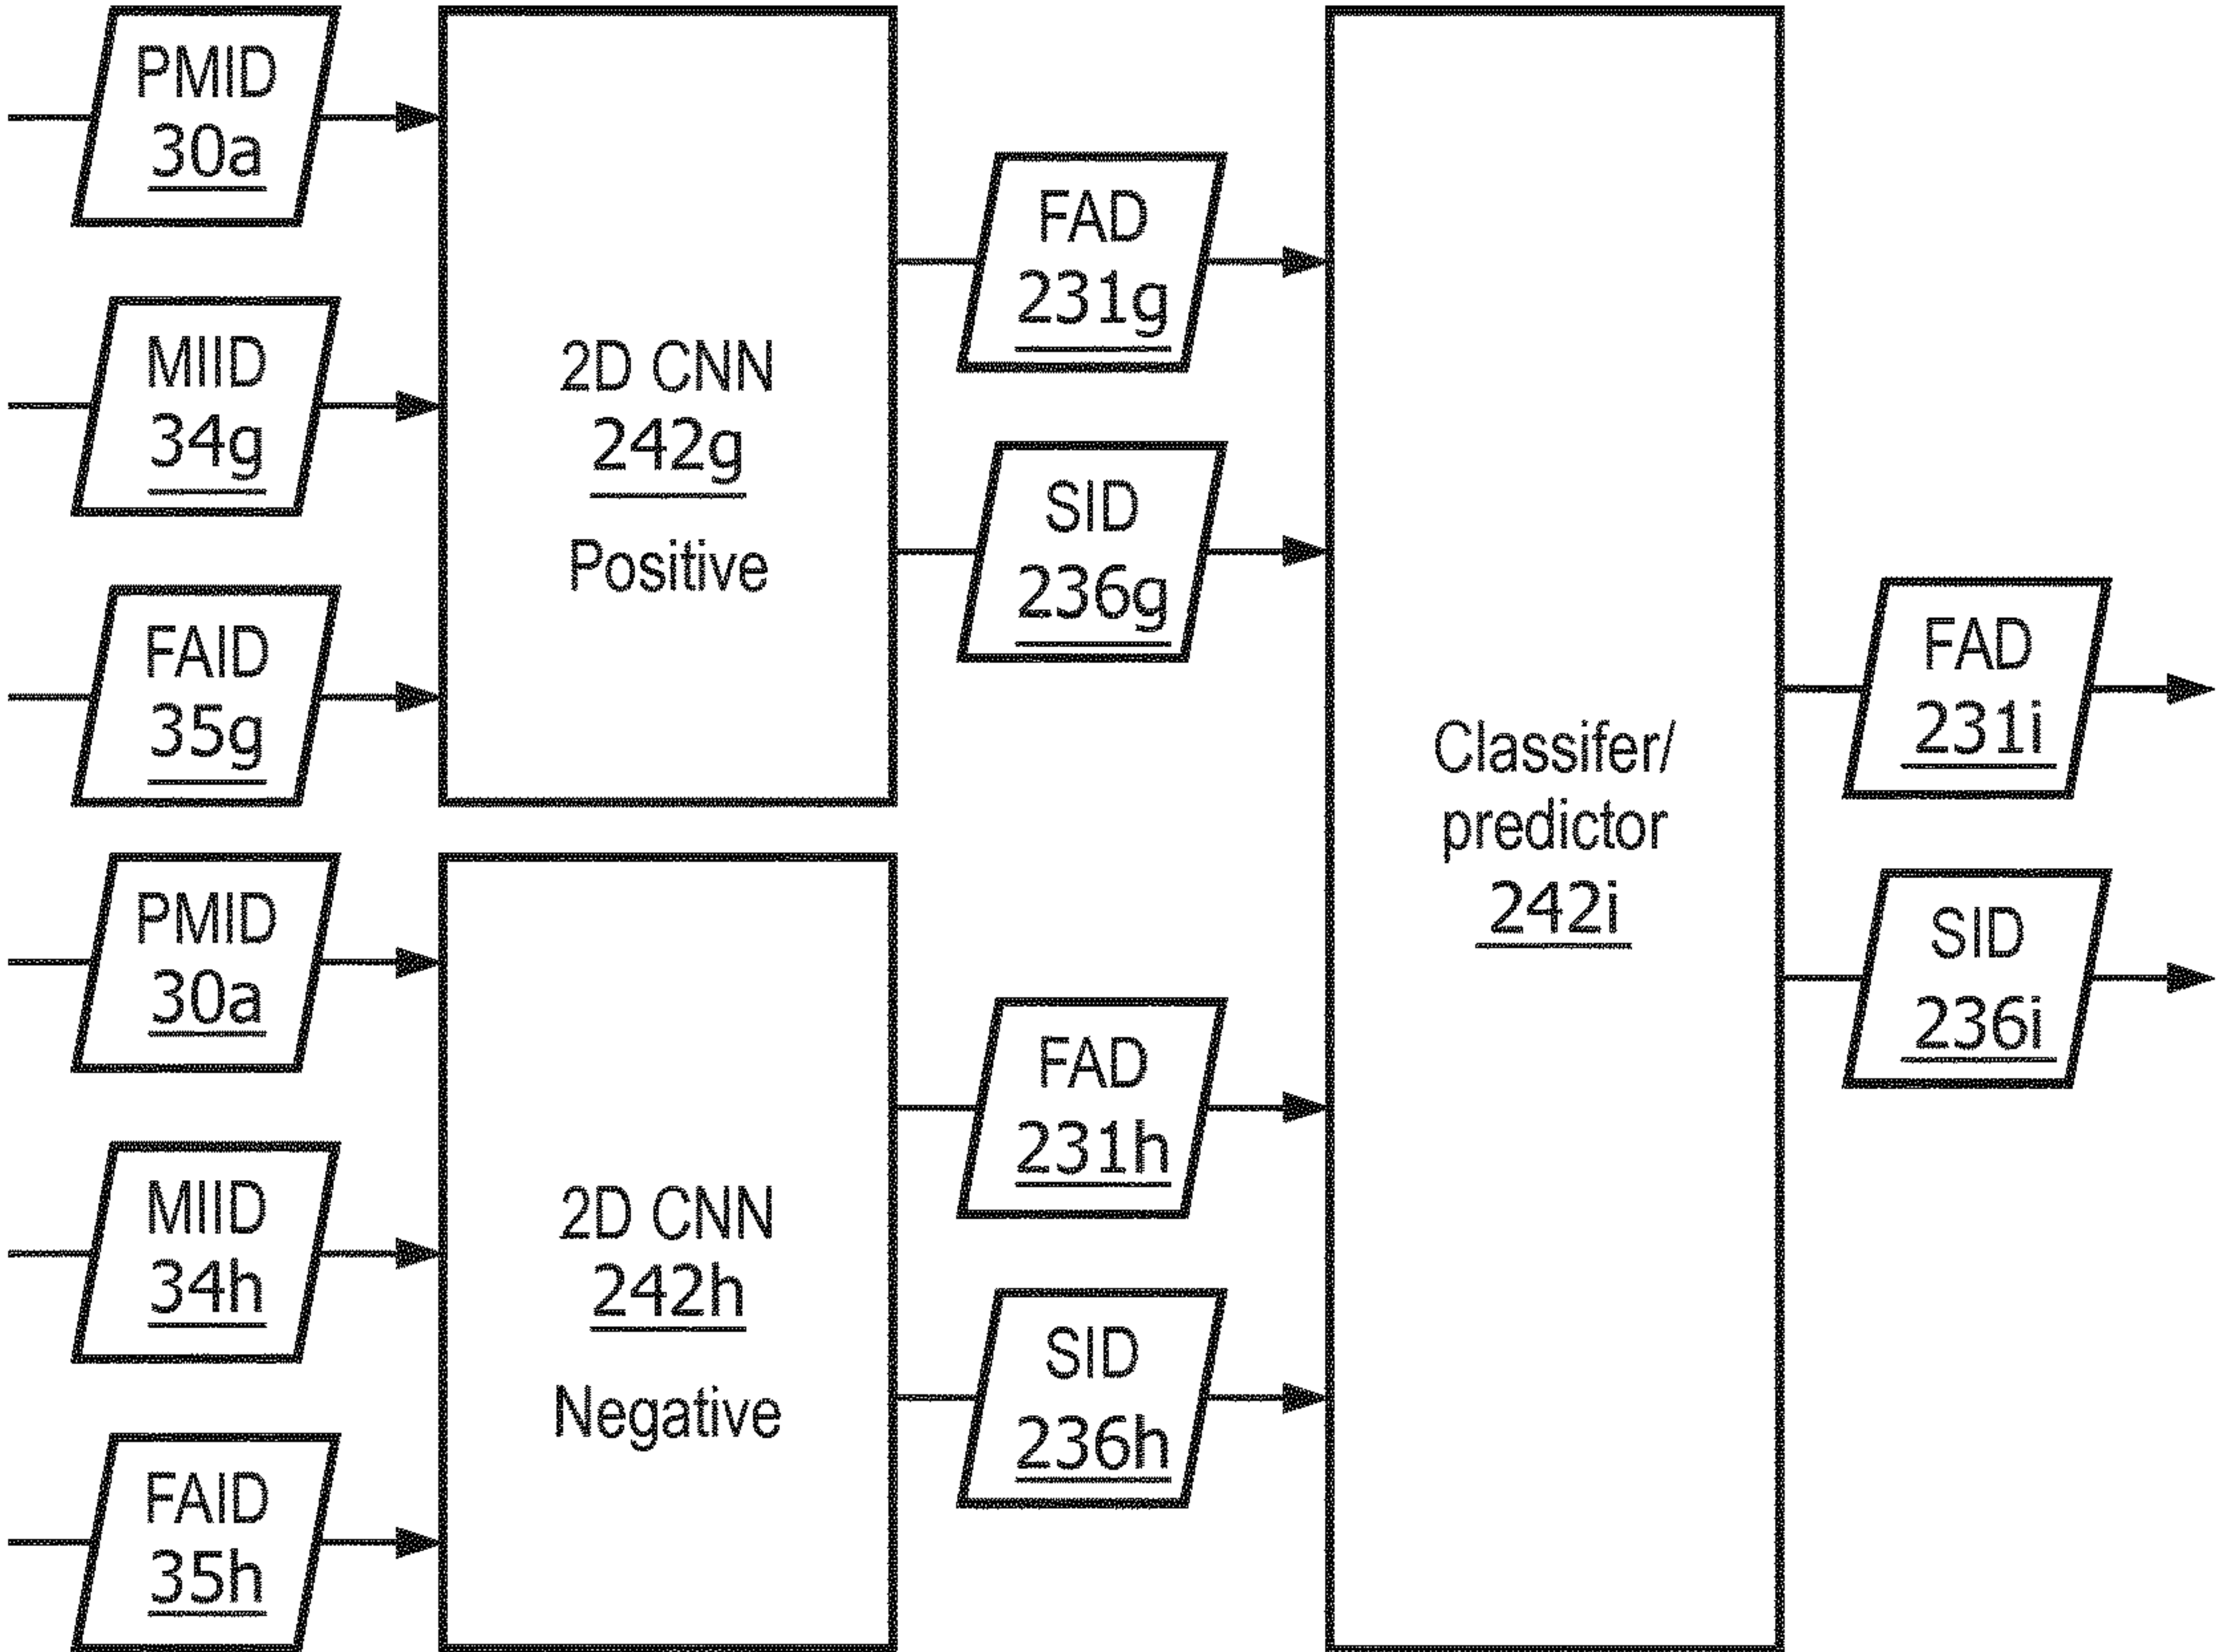 PMID
30a
MIID
34g
FAID
35g
2D CNN
242g
Positive
FAD
231g
SID
236g
PMID
30a
MIID
34h
FAID
35h
2D CNN
242h
Negative
FAD
231h
SID
236h
Classifer/
predictor
242i
FAD
231i
SID
236i